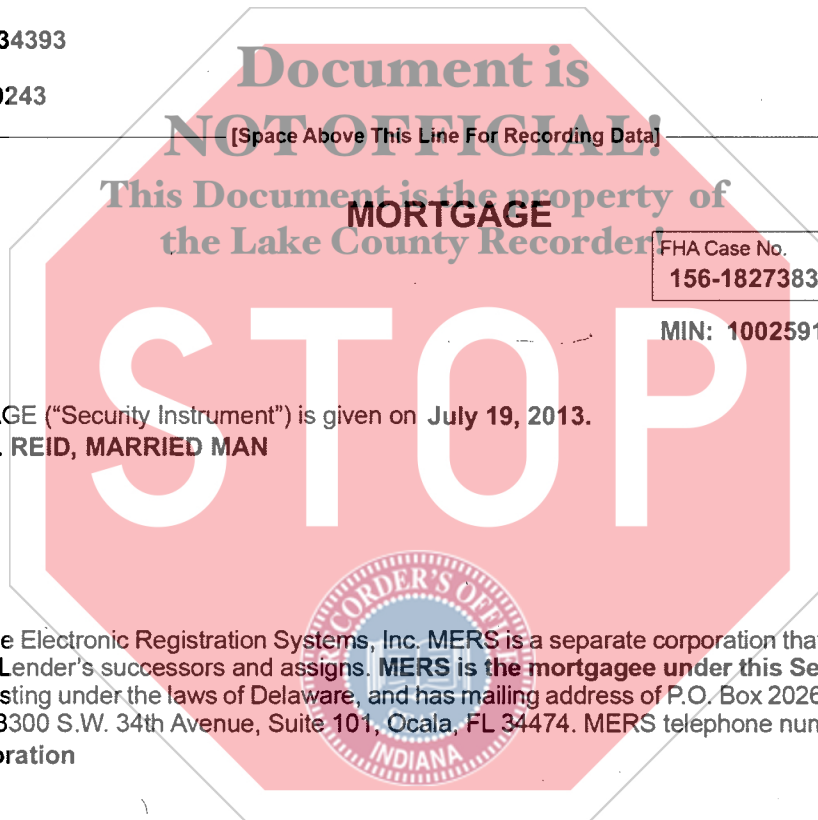 34393
Document is
0243
NOT OFFICIAL!
[Space Above This Line For Recording Data]
This Document is the property of
MORTGAGE
the Lake County Recorder!
FHA Case No.
156-1827383
MIN: 1002591
STOP
AGE (“Security Instrument”) is given on July 19, 2013.
. REID, MARRIED MAN
RECORDER'S OFFICE
e Electronic Registration Systems, Inc. MERS is a separate corporation that
Lender's successors and assigns. MERS is the mortgagee under this Se
sting under the laws of Delaware, and has mailing address of P.O. Box 2026
3300 S.W. 34th Avenue, Suite 101, Ocala, FL 34474. MERS telephone num
oration
INDIANA